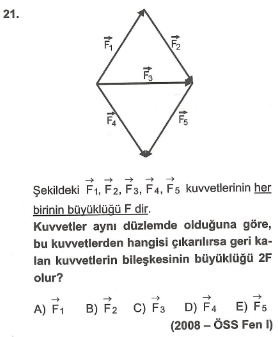 21.
F₁ F₂
F₃
F₄ F₅
Şekildeki F₁, F₂, F₃, F₄, F₅ kuvvetlerinin her
birinin büyüklüğü F dir.
Kuvvetler aynı düzlemde olduğuna göre,
bu kuvvetlerden hangisi çıkarılırsa geri ka-
lan kuvvetlerin bileşkesinin büyüklüğü 2F
olur?
A) F₁ B) F₂ C) F₃ D) F₄ E) F₅
(2008 – ÖSS Fen I)